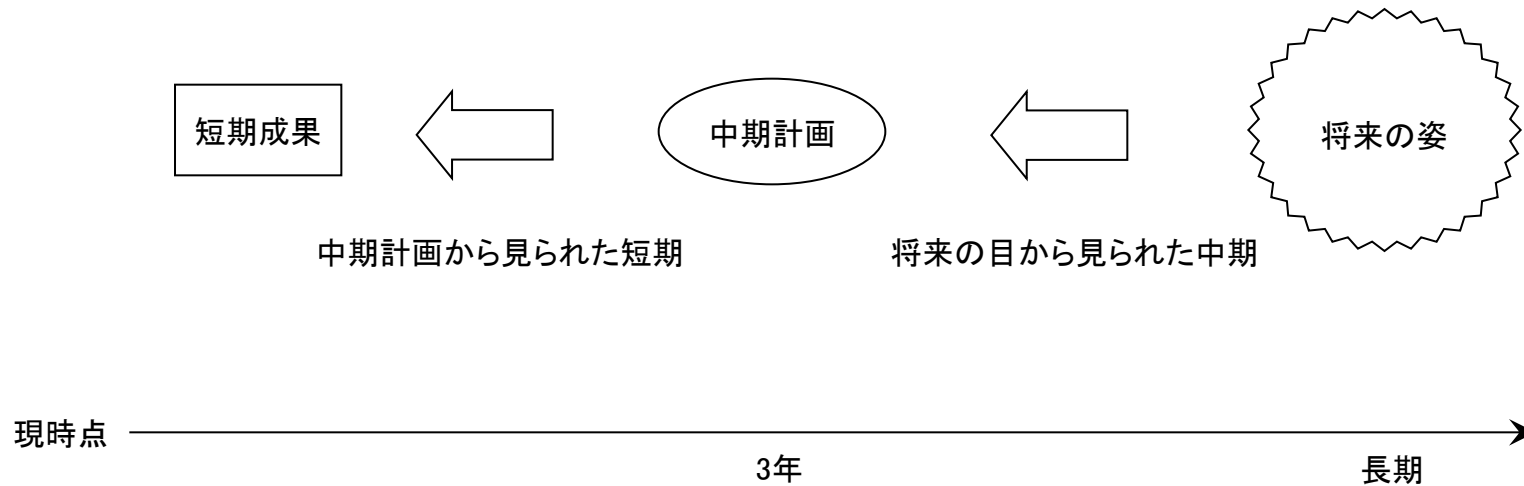 短期成果
中期計画
将来の姿
中期計画から見られた短期
将来の目から見られた中期
現時点
3年
長期